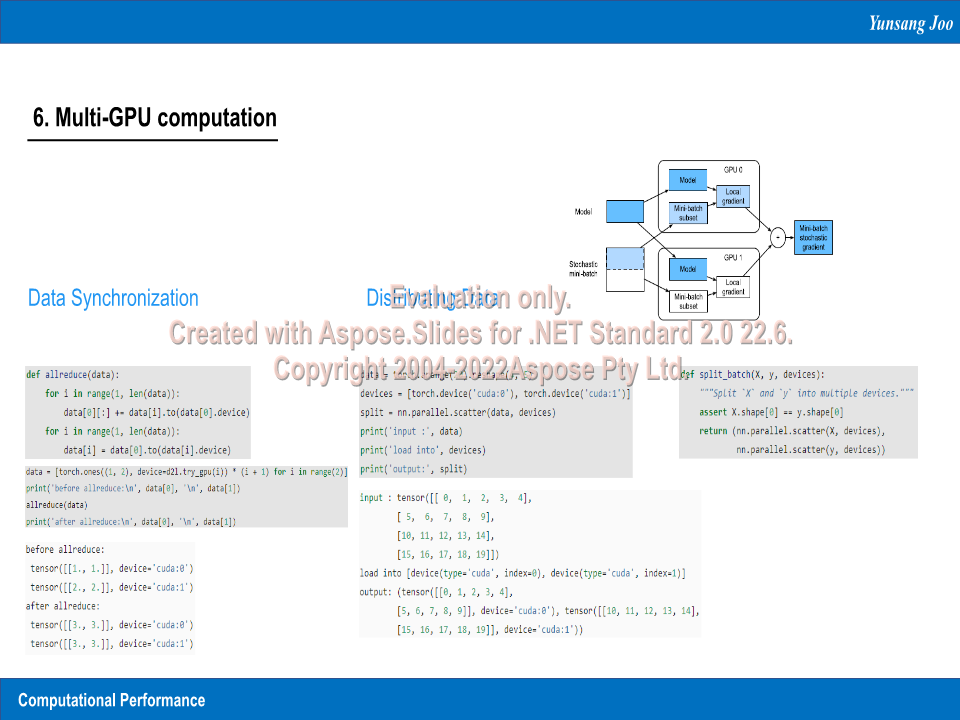 Yunsang Joo
6. Multi-GPU computation
GPU 0
Model
Local
gradient
Mini-batch
subset
Model
Mini-batch
stochastic
gradient
+
GPU 1
Stochastic
mini-batch
Model
Local
gradient
Mini-batch
subset
Data Synchronization
Distributing Data
Evaluation only.
Created with Aspose.Slides for .NET Standard 2.0 22.6.
Copyright 2004-2022Aspose Pty Ltd.
def allreduce(data):
for i in range(1, len(data)):
data[0][:] += data[i].to(data[0].device)
for i in range(1, len(data)):
data[i] = data[0].to(data[i].device)
data = [torch.ones((1, 2), device=d2l.try_gpu(i)) * (i + 1) for i in range(2)]
print('before allreduce:\n', data[0], '\n', data[1])
allreduce(data)
print('after allreduce:\n', data[0], '\n', data[1])
before allreduce:
tensor([[1., 1.]], device='cuda:0')
tensor([[2., 2.]], device='cuda:1')
after allreduce:
tensor([[3., 3.]], device='cuda:0')
tensor([[3., 3.]], device='cuda:1')
devices = [torch.device('cuda:0'), torch.device('cuda:1')]
split = nn.parallel.scatter(data, devices)
print('input :', data)
print('load into', devices)
print('output:', split)
input : tensor([[ 0, 1, 2, 3, 4],
[ 5, 6, 7, 8, 9],
[10, 11, 12, 13, 14],
[15, 16, 17, 18, 19]])
load into [device(type='cuda', index=0), device(type='cuda', index=1)]
output: (tensor([[0, 1, 2, 3, 4],
[5, 6, 7, 8, 9]], device='cuda:0'), tensor([[10, 11, 12, 13, 14],
[15, 16, 17, 18, 19]], device='cuda:1'))
def split_batch(X, y, devices):
"""Split `X` and `y` into multiple devices."""
assert X.shape[0] == y.shape[0]
return (nn.parallel.scatter(X, devices),
nn.parallel.scatter(y, devices))
Computational Performance